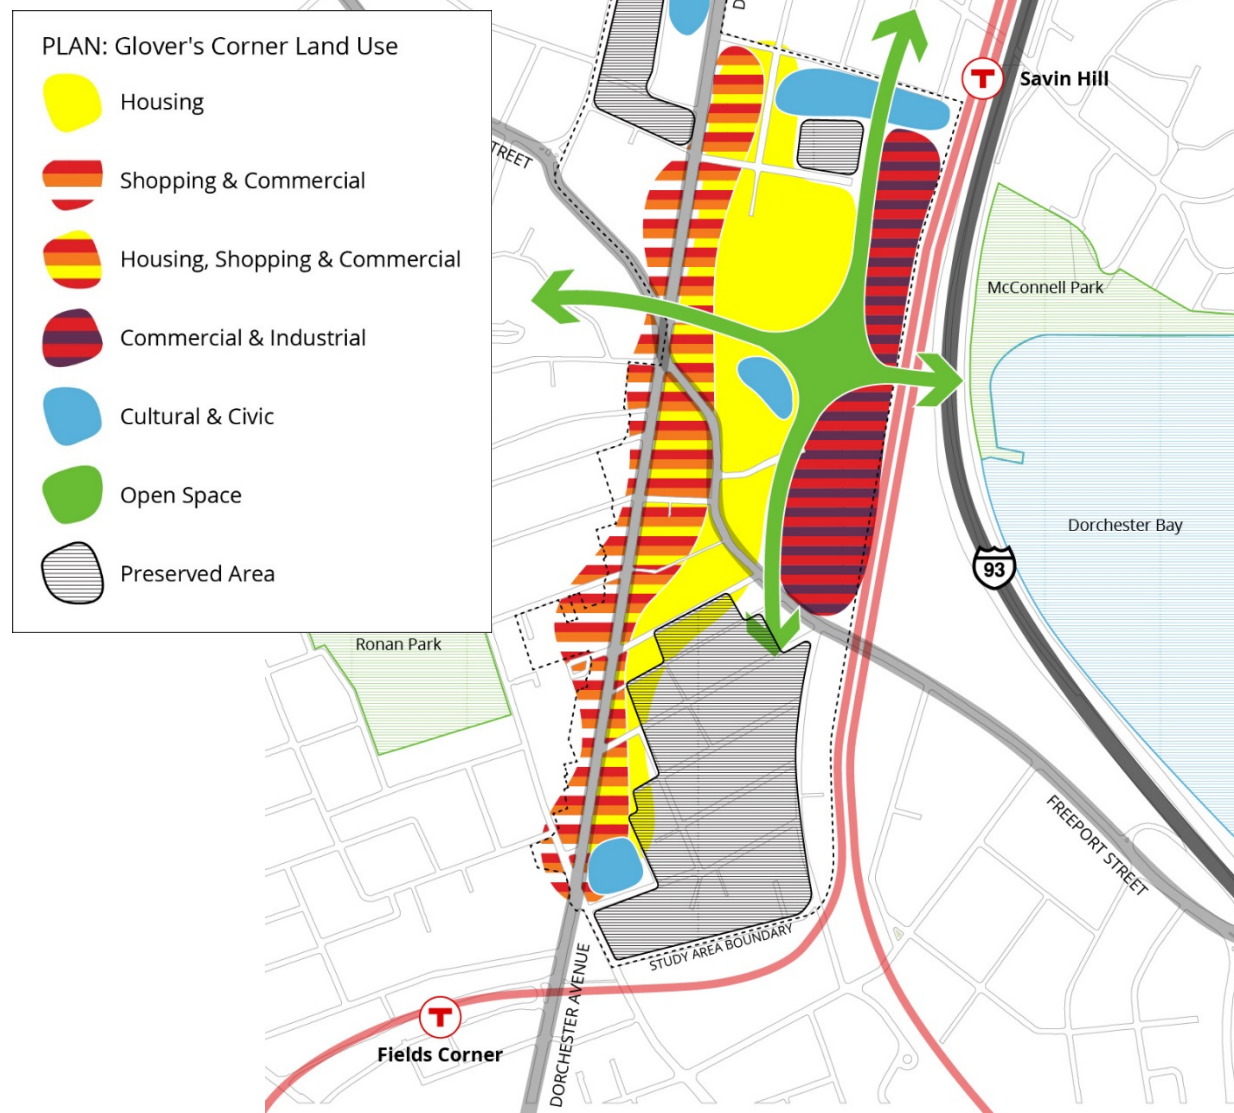 PLAN: Glover's Corner Land Use
Housing
Shopping & Commercial
Housing, Shopping & Commercial
Commercial & Industrial
Cultural & Civic
Open Space
Preserved Area
D
T
Savin Hill
TREET
McConnell Park
Dorchester Bay
93
Ronan Park
FREEPORT STREET
STUDY AREA BOUNDARY
DORCHESTER AVENUE
T
Fields Corner